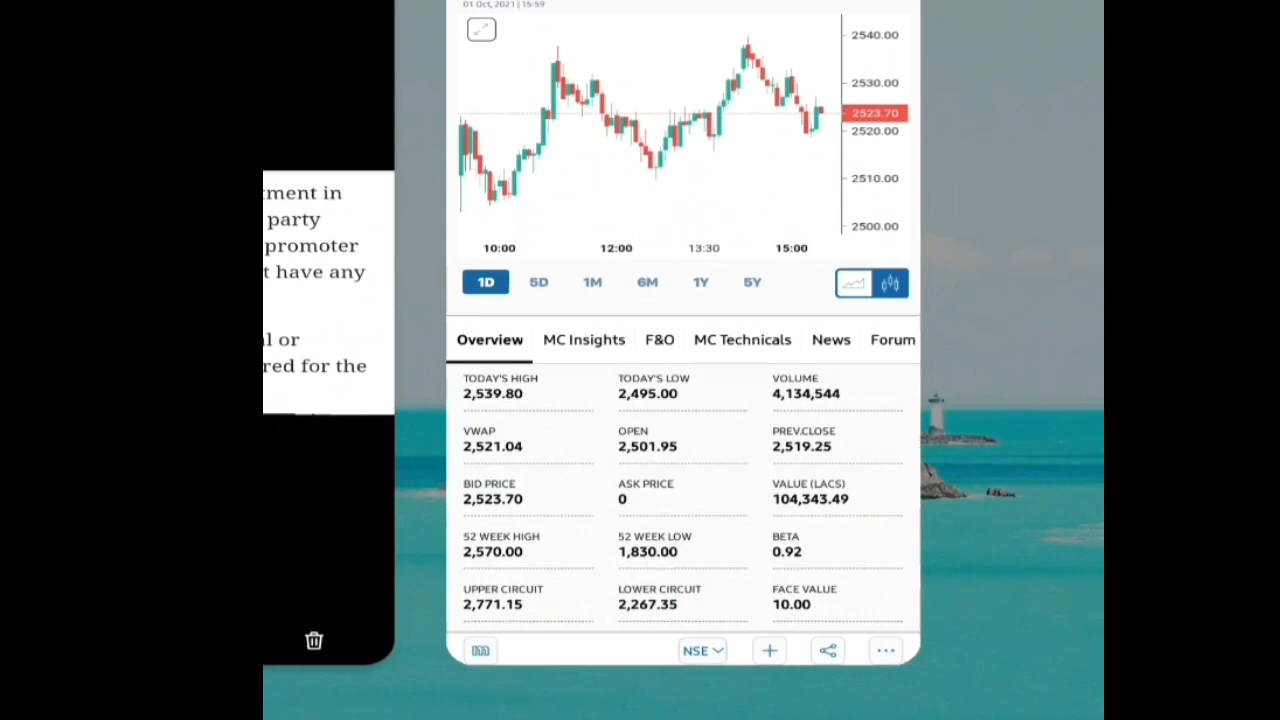 tment in
party
promoter
t have any
l or
red for the
01 Oct, 2021 | 15:59
2540.00
2530.00
2523.70
2520.00
2510.00
2500.00
10:00 12:00 13:30 15:00
1D 5D 1M 6M 1Y 5Y
Overview MC Insights F&O MC Technicals News Forum
TODAY'S HIGH TODAY'S LOW VOLUME
2,539.80 2,495.00 4,134,544
VWAP OPEN PREV.CLOSE
2,521.04 2,501.95 2,519.25
BID PRICE ASK PRICE VALUE (LACS)
2,523.70 0 104,343.49
52 WEEK HIGH 52 WEEK LOW BETA
2,570.00 1,830.00 0.92
UPPER CIRCUIT LOWER CIRCUIT FACE VALUE
2,771.15 2,267.35 10.00
NSE